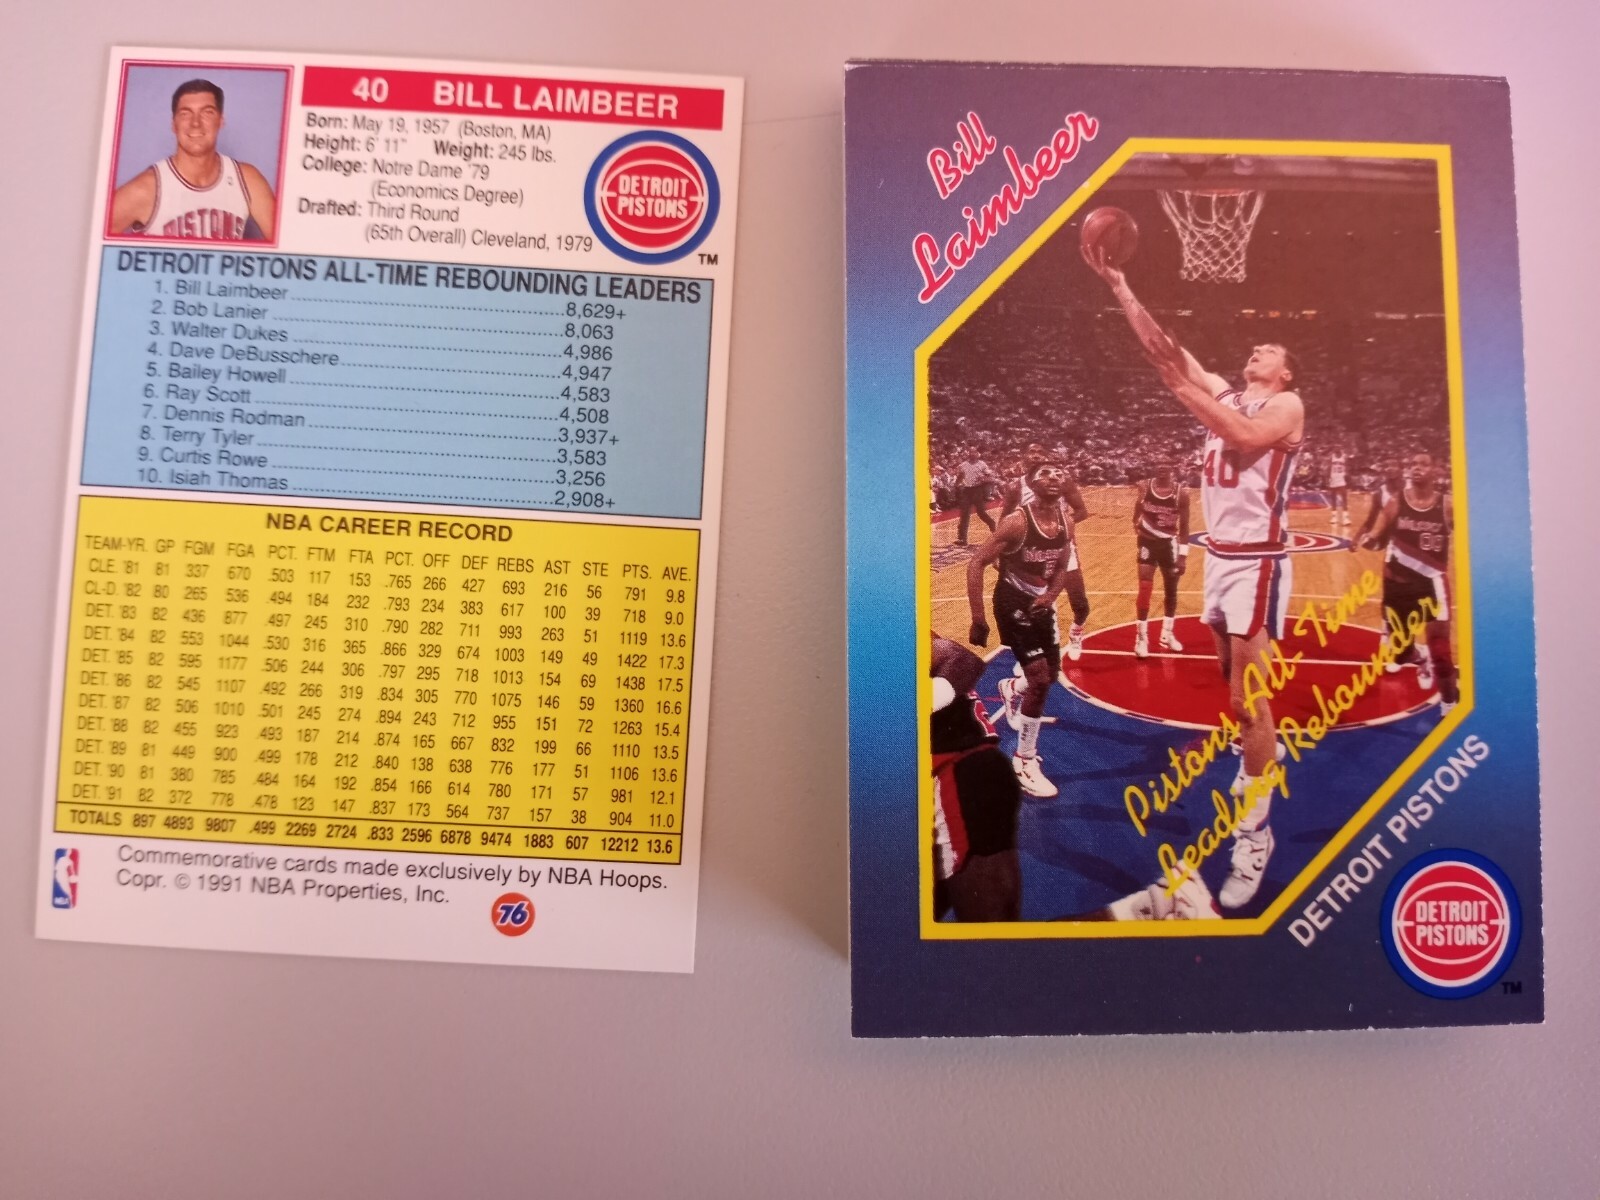 40 BILL LAIMBEER
Born: May 19, 1957 (Boston, MA)
Height: 6' 11" Weight: 245 lbs.
College: Notre Dame '79
(Economics Degree)
Drafted: Third Round
(65th Overall) Cleveland, 1979
PISTONS
DETROIT
PISTONS
TM
DETROIT PISTONS ALL-TIME REBOUNDING LEADERS
1. Bill Laimbeer 8,629+
2. Bob Lanier 8,063
3. Walter Dukes 4,986
4. Dave DeBusschere 4,947
5. Bailey Howell 4,583
6. Ray Scott 4,508
7. Dennis Rodman 3,937+
8. Terry Tyler 3,583
9. Curtis Rowe 3,256
10. Isiah Thomas 2,908+
NBA CAREER RECORD
TEAM-YR. GP FGM FGA PCT. FTM FTA PCT. OFF DEF REBS AST STE PTS. AVE.
CLE. '81 81 337 670 .503 117 153 .765 266 427 693 216 56 791 9.8
CL-D. '82 80 265 536 .494 184 232 .793 234 383 617 100 39 718 9.0
DET. '83 82 436 877 .497 245 310 .790 282 711 993 263 51 1119 13.6
DET. '84 82 553 1044 .530 316 365 .866 329 674 1003 149 49 1422 17.3
DET. '85 82 595 1177 .506 244 306 .797 295 718 1013 154 69 1438 17.5
DET. '86 82 545 1107 .492 266 319 .834 305 770 1075 146 59 1360 16.6
DET. '87 82 506 1010 .501 245 274 .894 243 712 955 151 72 1263 15.4
DET. '88 82 455 923 .493 187 214 .874 165 667 832 199 66 1110 13.5
DET. '89 81 449 900 .499 178 212 .840 138 638 776 177 51 1106 13.6
DET. '90 81 380 785 .484 164 192 .854 166 614 780 171 57 981 12.1
DET. '91 82 372 778 .478 123 147 .837 173 564 737 157 38 904 11.0
TOTALS 897 4893 9807 .499 2269 2724 .833 2596 6878 9474 1883 607 12212 13.6
Commemorative cards made exclusively by NBA Hoops.
Copr. © 1991 NBA Properties, Inc.
NBA
76
Bill
Laimbeer
40
Pistons All-Time
Leading Rebounder
DETROIT PISTONS
DETROIT
PISTONS
TM